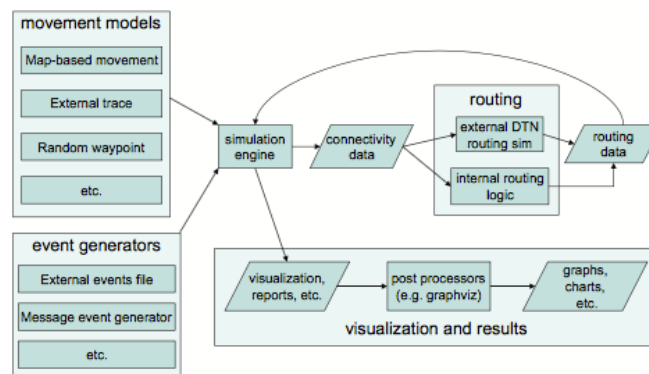 movement models
Map-based movement
External trace
Random waypoint
etc.
event generators
External events file
Message event generator
etc.
simulation
engine
connectivity
data
routing
external DTN
routing sim
internal routing
logic
routing
data
visualization,
reports, etc.
post processors
(e.g. graphviz)
graphs,
charts,
etc.
visualization and results